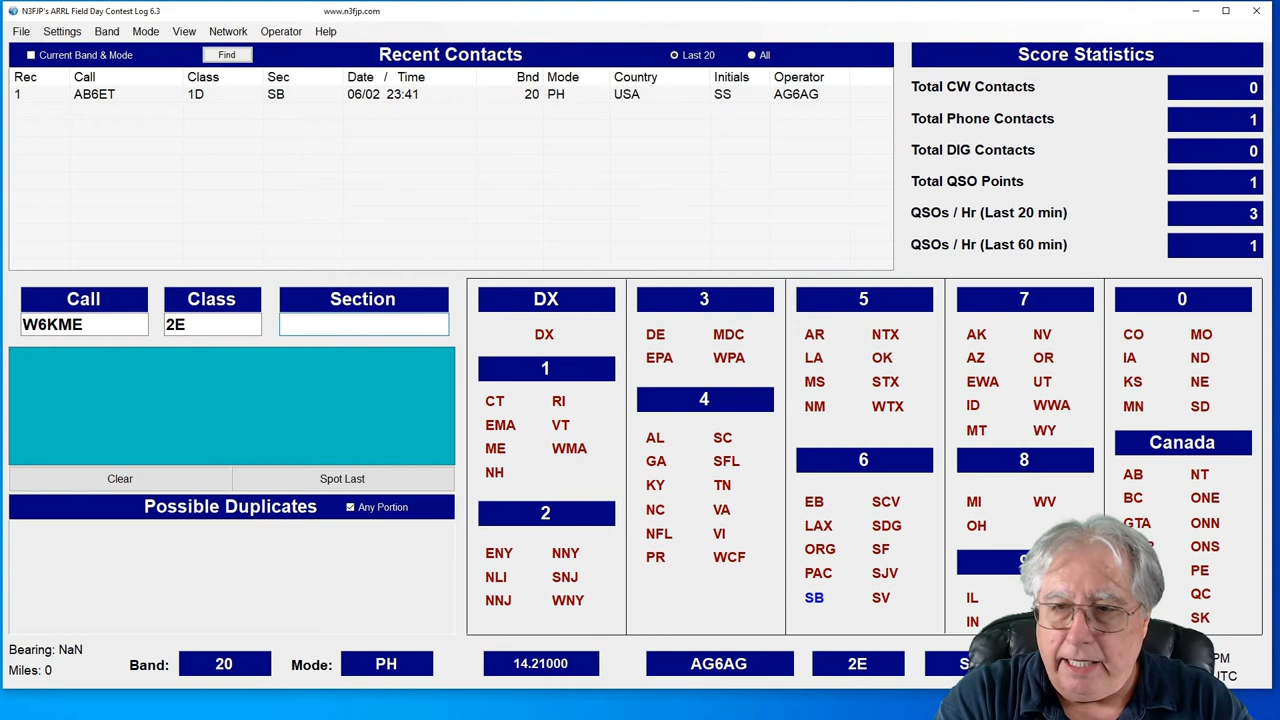 N3FJP's ARRL Field Day Contest Log 6.3 www.n3fjp.com
File Settings Band Mode View Network Operator Help
Current Band & Mode Find Recent Contacts Last 20 All
Rec Call Class Sec Date / Time Bnd Mode Country Initials Operator
1 AB6ET 1D SB 06/02 23:41 20 PH USA SS AG6AG
Score Statistics
Total CW Contacts 0
Total Phone Contacts 1
Total DIG Contacts 0
Total QSO Points 1
QSOs / Hr (Last 20 min) 3
QSOs / Hr (Last 60 min) 1
Call Class Section
W6KME 2E
Clear Spot Last
Possible Duplicates Any Portion
DX
DX
1
CT RI
EMA VT
ME WMA
NH
2
ENY NNY
NLI SNJ
NNJ WNY
3
DE MDC
EPA WPA
4
AL SC
GA SFL
KY TN
NC VA
NFL VI
PR WCF
5
AR NTX
LA OK
MS STX
NM WTX
6
EB SCV
LAX SDG
ORG SF
PAC SJV
SB SV
7
AK NV
AZ OR
EWA UT
ID WWA
MT WY
8
MI WV
OH
IL
IN
0
CO MO
IA ND
KS NE
MN SD
Canada
AB NT
BC ONE
GTA ONN
ONS
PE
QC
SK
Bearing: NaN
Miles: 0
Band: 20 Mode: PH 14.21000 AG6AG 2E